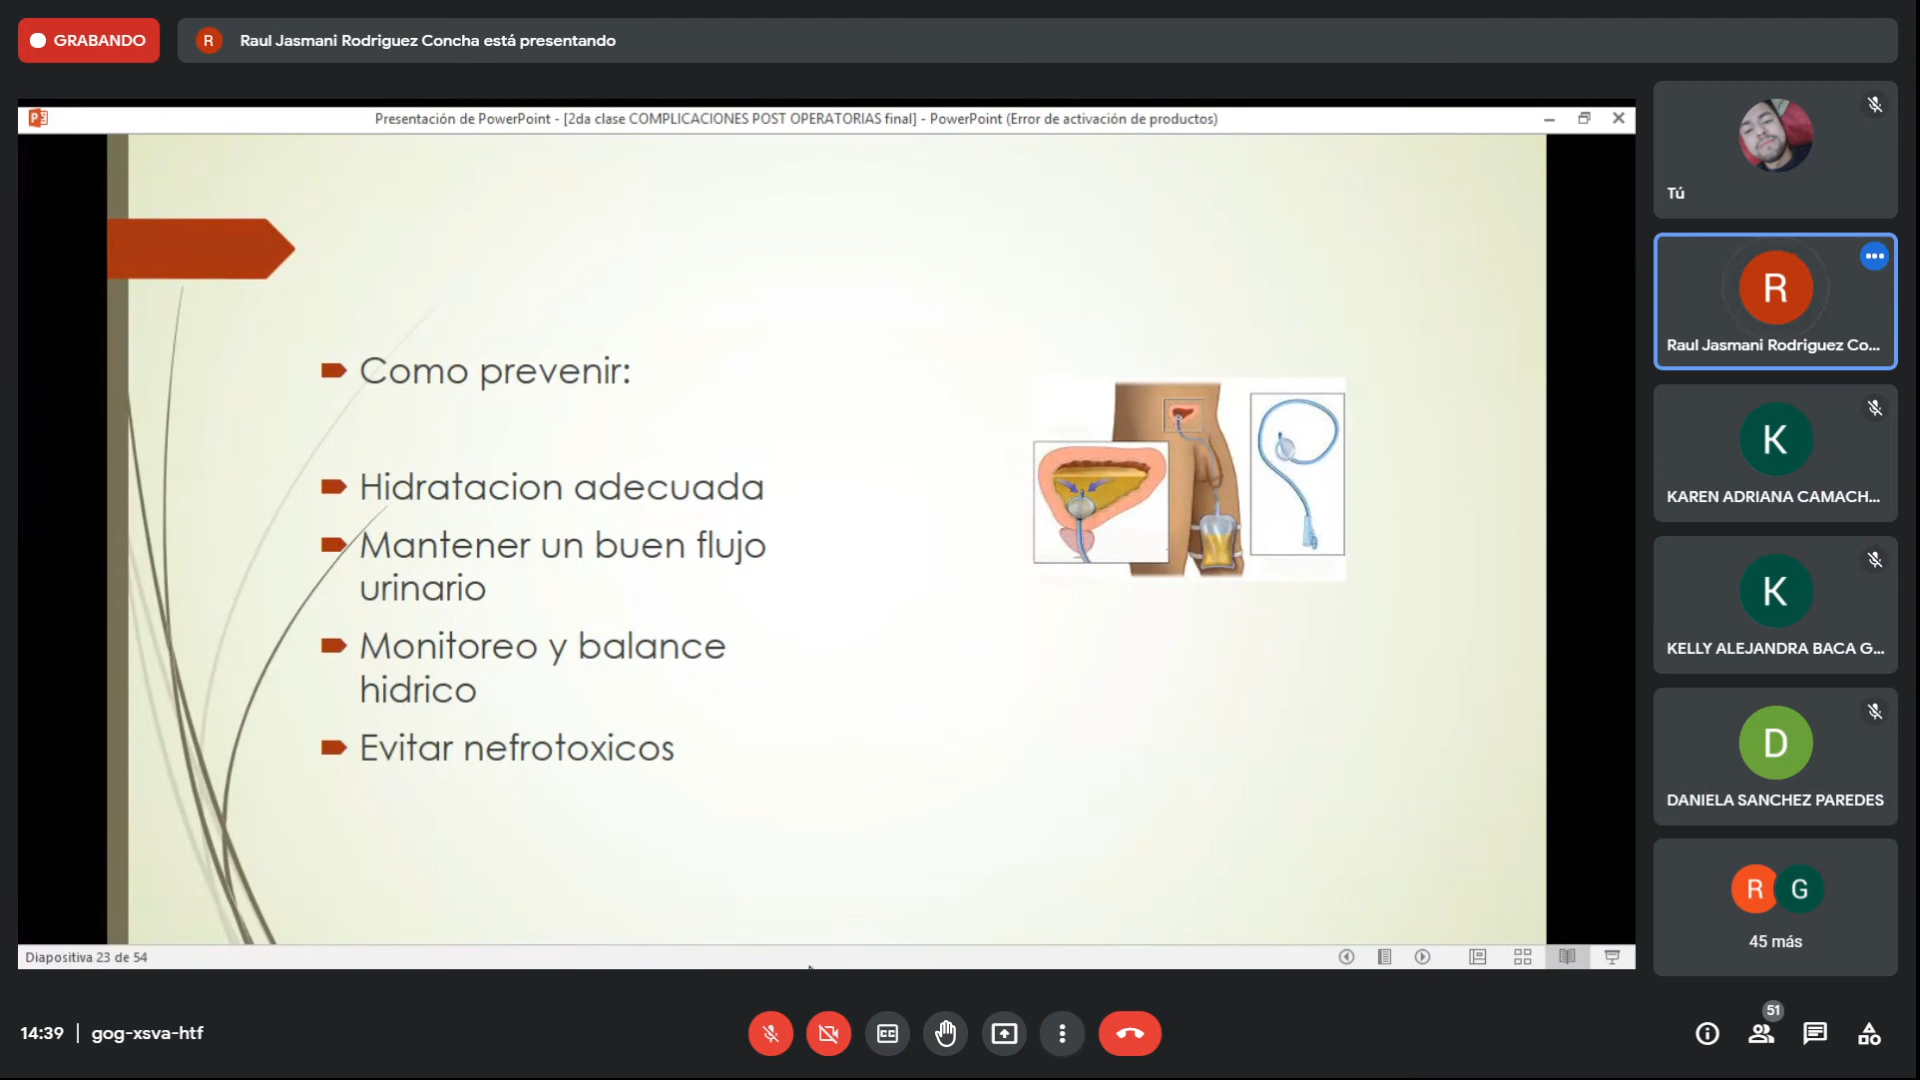 GRABANDO
R
Raul Jasmani Rodriguez Concha está presentando
Presentación de PowerPoint - [2da clase COMPLICACIONES POST OPERATORIAS final] - PowerPoint (Error de activación de productos)
Como prevenir:
Hidratacion adecuada
Mantener un buen flujo
urinario
Monitoreo y balance
hidrico
Evitar nefrotoxicos
Diapositiva 23 de 54
Tú
R
Raul Jasmani Rodriguez Co...
K
KAREN ADRIANA CAMACH...
K
KELLY ALEJANDRA BACA G...
D
DANIELA SANCHEZ PAREDES
R G
45 más
14:39 | gog-xsva-htf
CC
51